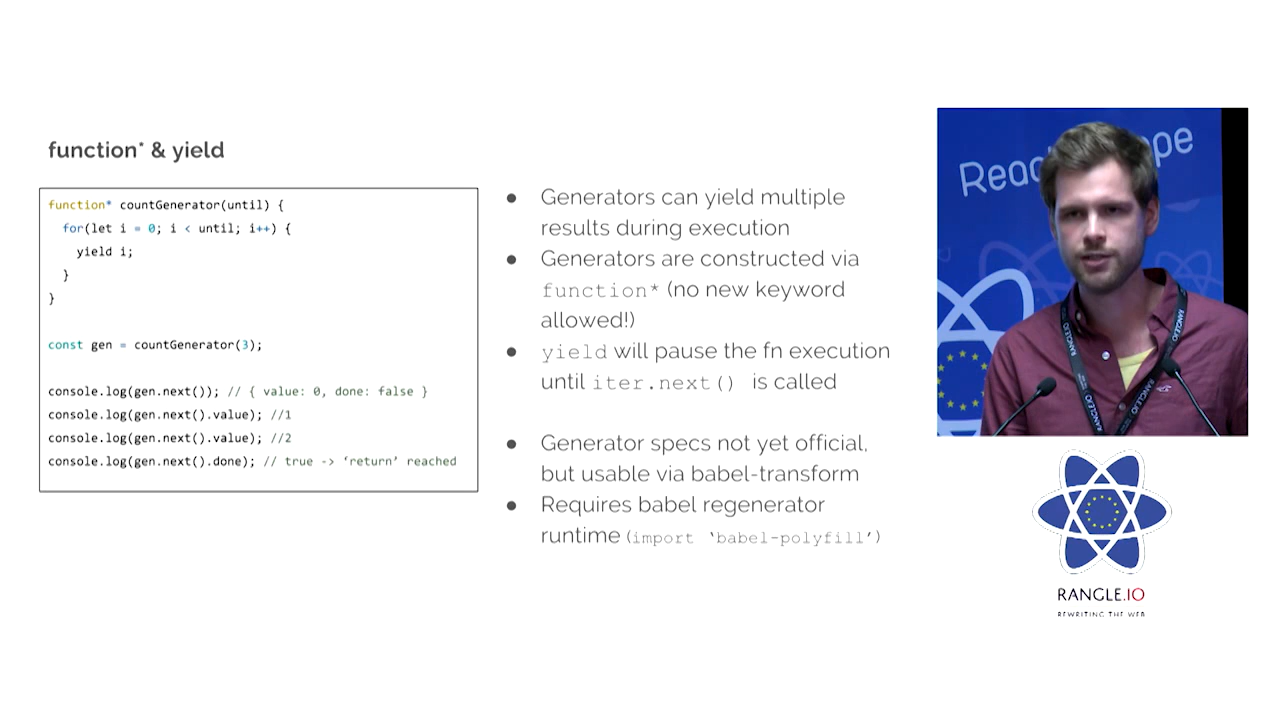 function* & yield
function* countGenerator(until) {
for(let i = 0; i < until; i++) {
yield i;
}
}
const gen = countGenerator(3);
console.log(gen.next()); // { value: 0, done: false }
console.log(gen.next().value); //1
console.log(gen.next().value); //2
console.log(gen.next().done); // true -> ‘return’ reached
● Generators can yield multiple
results during execution
● Generators are constructed via
function* (no new keyword
allowed!)
● yield will pause the fn execution
until iter.next() is called
● Generator specs not yet official,
but usable via babel-transform
● Requires babel regenerator
runtime (import ‘babel-polyfill’)
RANGLE.IO
RANGLE.IO
RANGLE.IO
REWRITING THE WEB